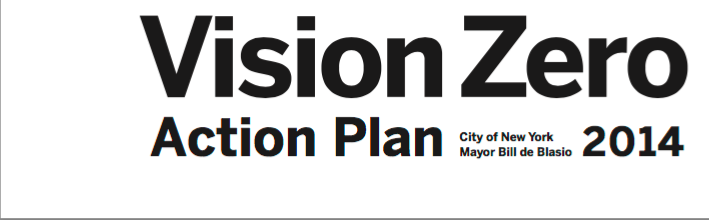 Vision Zero
Action Plan
City of New York
Mayor Bill de Blasio
2014